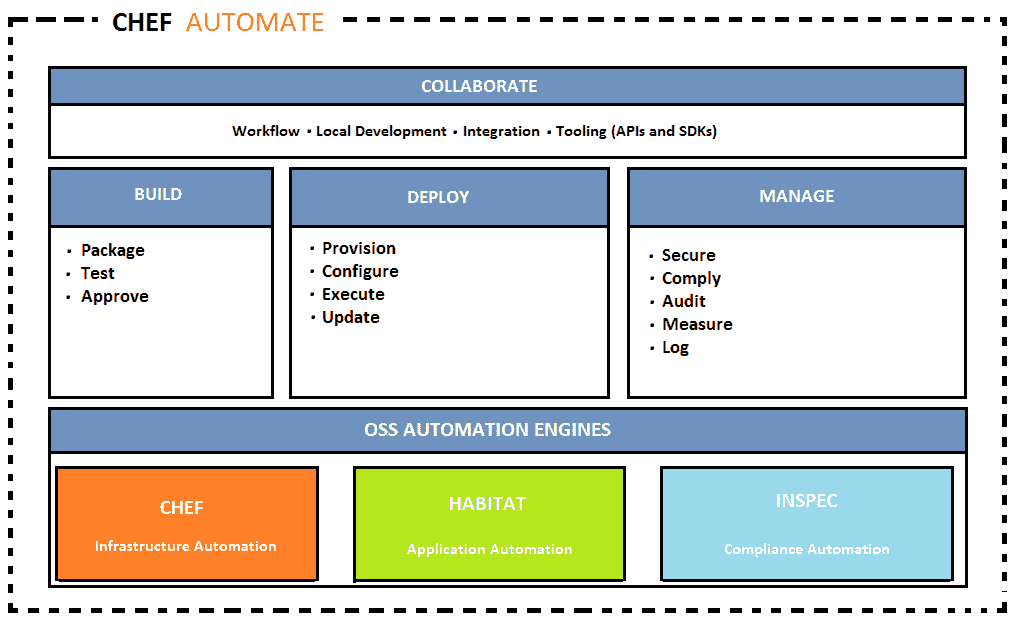 CHEF AUTOMATE
COLLABORATE
Workflow · Local Development · Integration · Tooling (APIs and SDKs)
BUILD
· Package
· Test
· Approve
DEPLOY
· Provision
· Configure
· Execute
· Update
MANAGE
· Secure
· Comply
· Audit
· Measure
· Log
OSS AUTOMATION ENGINES
CHEF
Infrastructure Automation
HABITAT
Application Automation
INSPEC
Compliance Automation